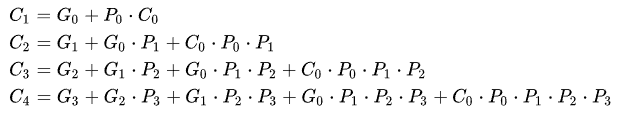 C₁ = G₀ + P₀ · C₀
C₂ = G₁ + G₀ · P₁ + C₀ · P₀ · P₁
C₃ = G₂ + G₁ · P₂ + G₀ · P₁ · P₂ + C₀ · P₀ · P₁ · P₂
C₄ = G₃ + G₂ · P₃ + G₁ · P₂ · P₃ + G₀ · P₁ · P₂ · P₃ + C₀ · P₀ · P₁ · P₂ · P₃